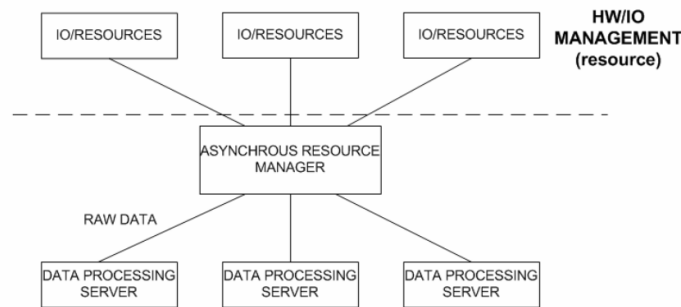 IO/RESOURCES
IO/RESOURCES
IO/RESOURCES
HW/IO
MANAGEMENT
(resource)
ASYNCHROUS RESOURCE
MANAGER
RAW DATA
DATA PROCESSING
SERVER
DATA PROCESSING
SERVER
DATA PROCESSING
SERVER